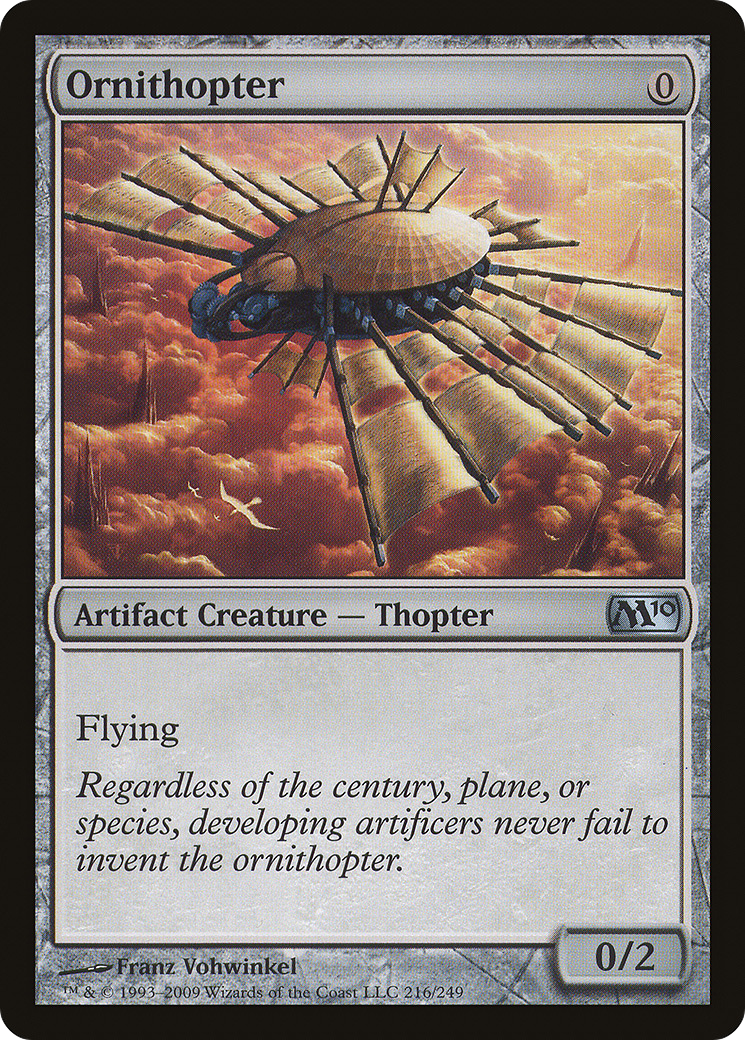 Ornithopter 0
Artifact Creature — Thopter M10
Flying
Regardless of the century, plane, or
species, developing artificers never fail to
invent the ornithopter.
0/2
Franz Vohwinkel
™ & © 1993–2009 Wizards of the Coast LLC 216/249